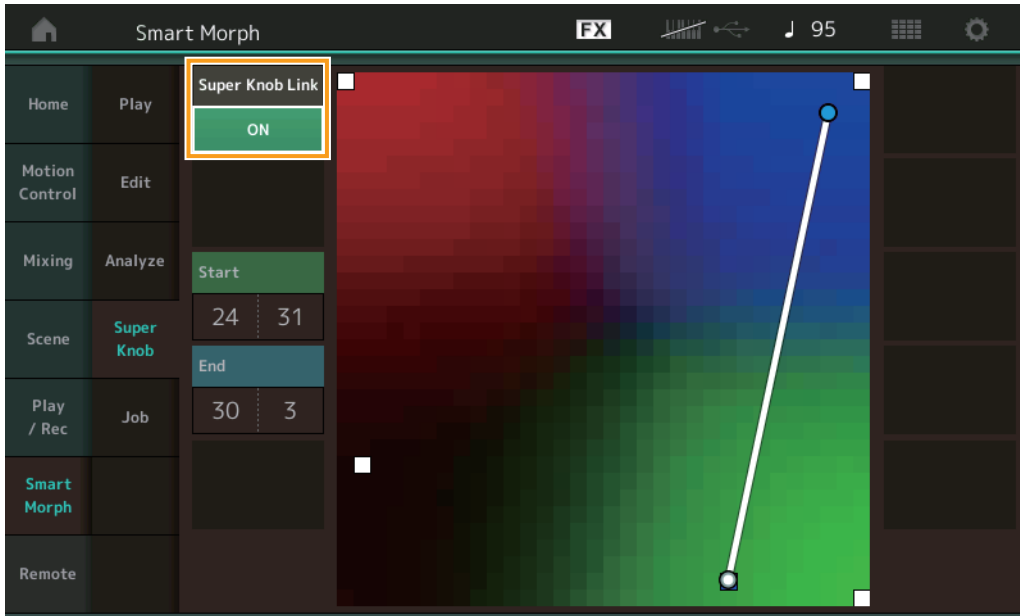 Smart Morph
FX
♩ 95
Super Knob Link
ON
Home
Play
Motion
Control
Edit
Mixing
Analyze
Start
24 31
Scene
Super
Knob
End
30 3
Play
/ Rec
Job
Smart
Morph
Remote